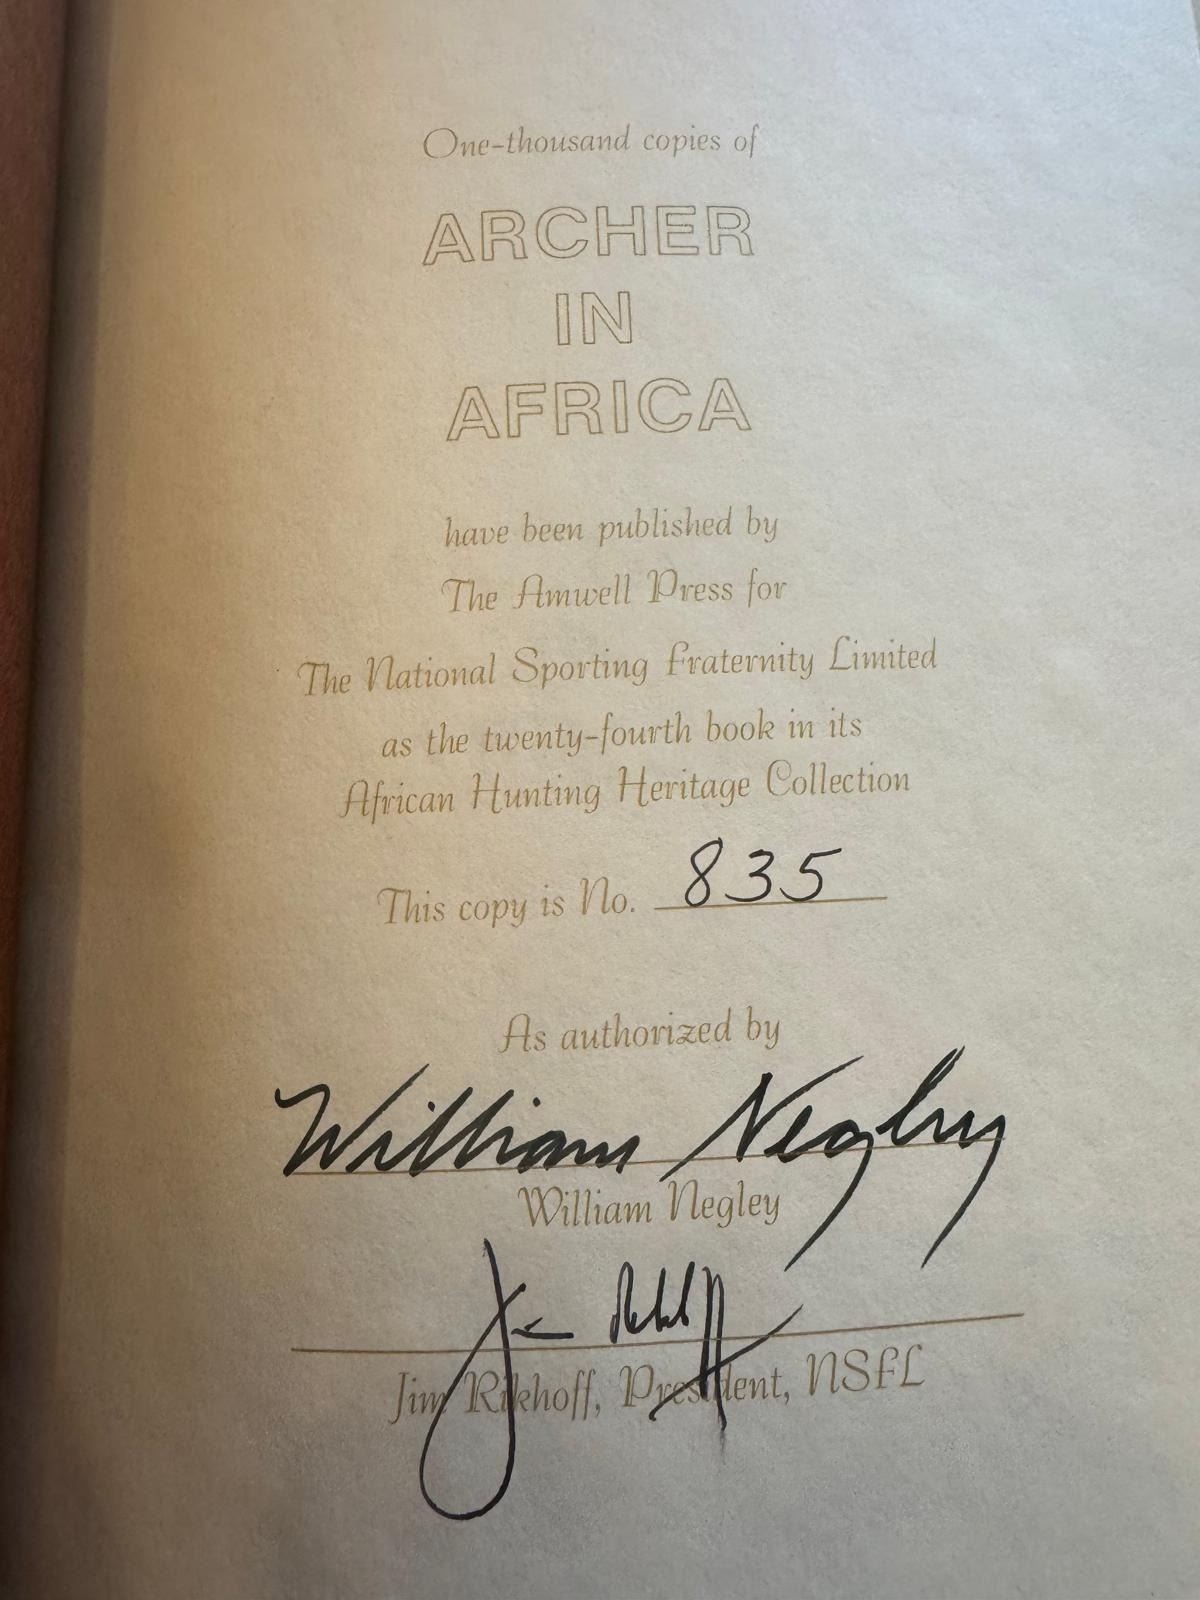 One-thousand copies of
ARCHER
IN
AFRICA
have been published by
The Amwell Press for
The National Sporting Fraternity Limited
as the twenty-fourth book in its
African Hunting Heritage Collection
This copy is No. 835
As authorized by
William Negley
William Negley
Jim Rikhoff
Jim Rikhoff, President, NSFL